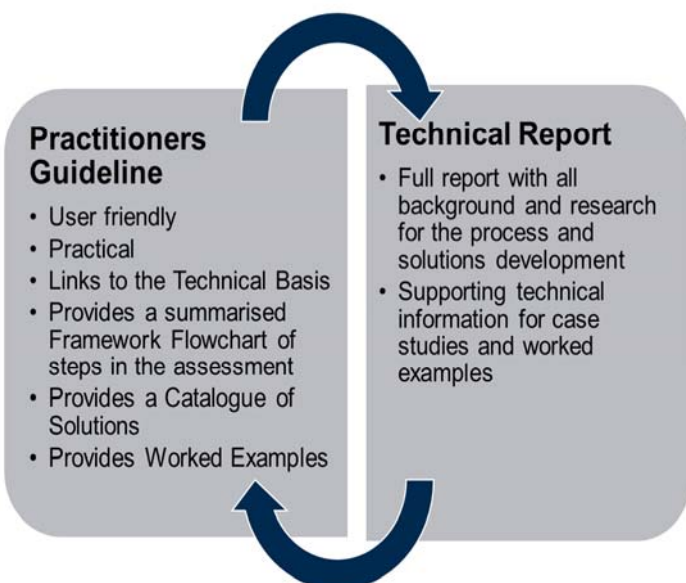 Practitioners
Guideline
• User friendly
• Practical
• Links to the Technical Basis
• Provides a summarised
Framework Flowchart of
steps in the assessment
• Provides a Catalogue of
Solutions
• Provides Worked Examples
Technical Report
• Full report with all
background and research
for the process and
solutions development
• Supporting technical
information for case
studies and worked
examples